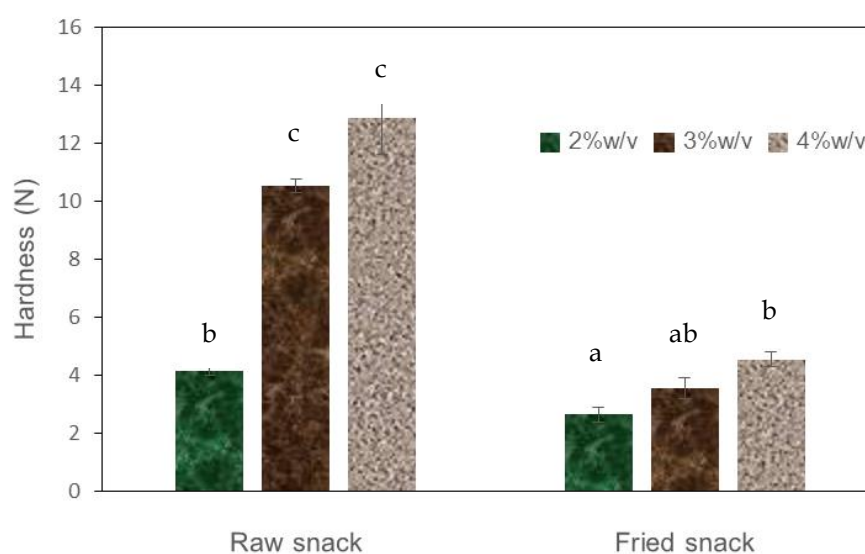 16
14
12
10
8
6
4
2
0
Hardness (N)
b
c
c
a
ab
b
2%w/v 3%w/v 4%w/v
Raw snack
Fried snack